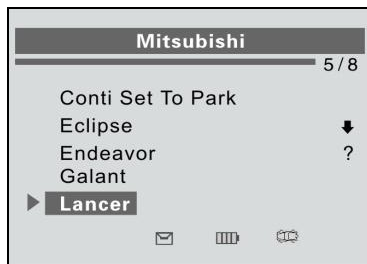 Mitsubishi
5/8
Conti Set To Park
Eclipse
Endeavor ?
Galant
Lancer